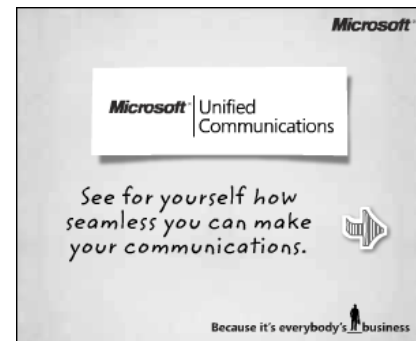 Microsoft
Microsoft Unified
Communications
See for yourself how
seamless you can make
your communications.
Because it's everybody's business